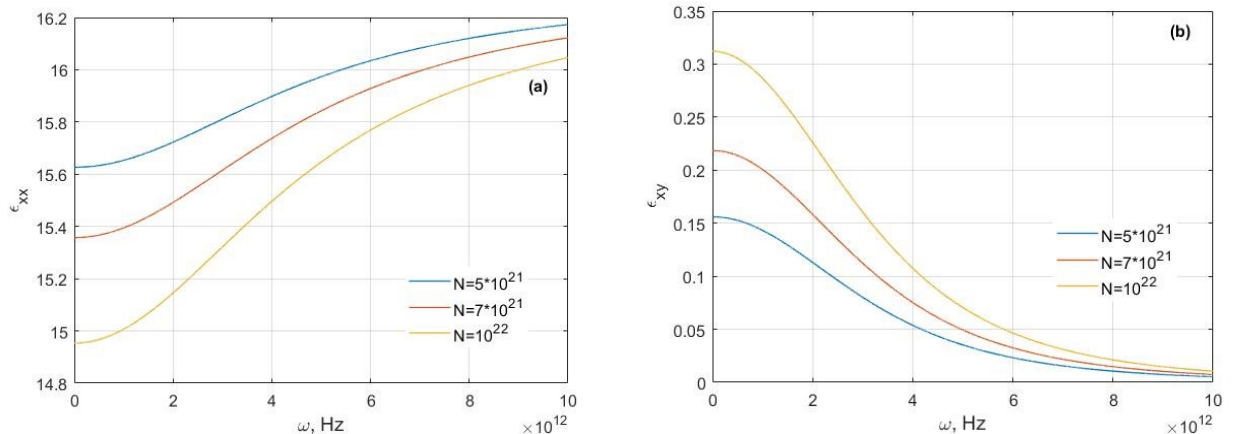 16.2
16
15.8
15.6
15.4
15.2
15
14.8
ϵxx
(a)
N=5*10^21
N=7*10^21
N=10^22
0 2 4 6 8 10
ω, Hz ×10^12
0.35
0.3
0.25
0.2
0.15
0.1
0.05
0
ϵxy
(b)
N=5*10^21
N=7*10^21
N=10^22
0 2 4 6 8 10
ω, Hz ×10^12